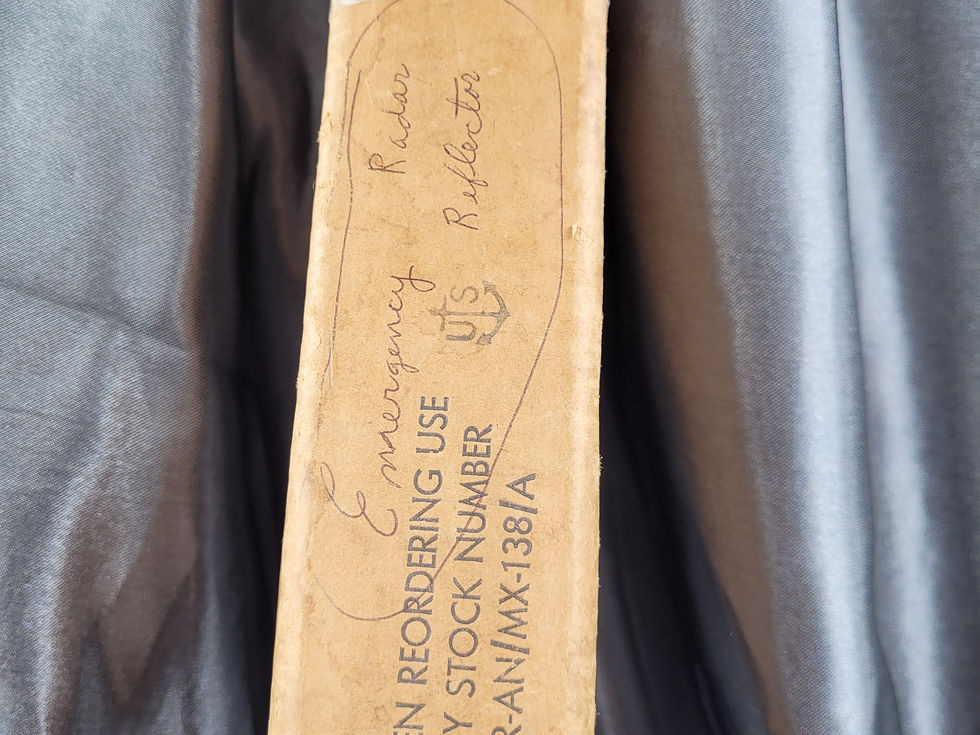 Emergency Radar
Reflector
US
EN REORDERING USE
Y STOCK NUMBER
R-AN/MX-138/A